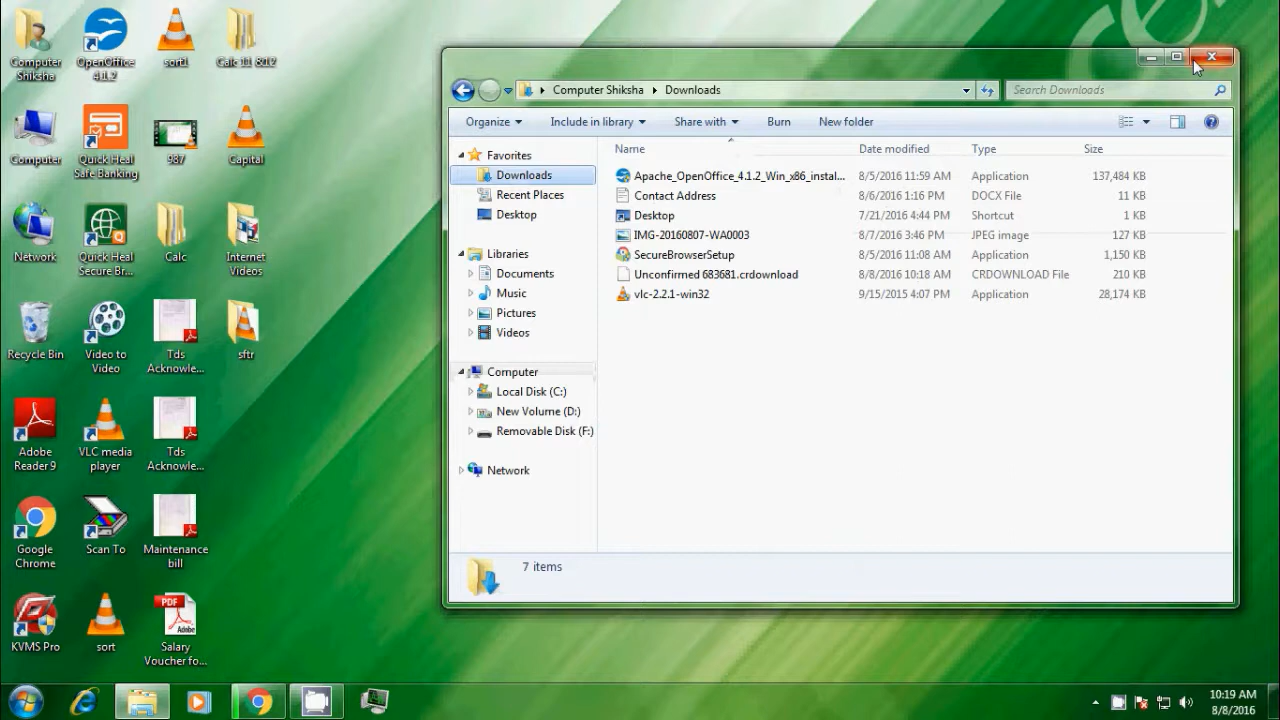 Computer Shiksha
OpenOffice 4.1.2
sort1
Calc 11 &12
Computer
Quick Heal Safe Banking
987
Capital
Network
Quick Heal Secure Br...
Calc
Internet Videos
Recycle Bin
Video to Video
Tds Acknowle...
sftr
Adobe Reader 9
VLC media player
Tds Acknowle...
Google Chrome
Scan To
Maintenance bill
KVMS Pro
sort
PDF
Adobe
Salary Voucher fo...
Computer Shiksha Downloads
Search Downloads
Organize Include in library Share with Burn New folder
Favorites
Downloads
Recent Places
Desktop
Libraries
Documents
Music
Pictures
Videos
Computer
Local Disk (C:)
New Volume (D:)
Removable Disk (F:)
Network
Name Date modified Type Size
Apache_OpenOffice_4.1.2_Win_x86_instal... 8/5/2016 11:59 AM Application 137,484 KB
Contact Address 8/6/2016 1:16 PM DOCX File 11 KB
Desktop 7/21/2016 4:44 PM Shortcut 1 KB
IMG-20160807-WA0003 8/7/2016 3:46 PM JPEG image 127 KB
SecureBrowserSetup 8/5/2016 11:08 AM Application 1,150 KB
Unconfirmed 683681.crdownload 8/8/2016 10:18 AM CRDOWNLOAD File 210 KB
vlc-2.2.1-win32 9/15/2015 4:07 PM Application 28,174 KB
7 items
10:19 AM
8/8/2016